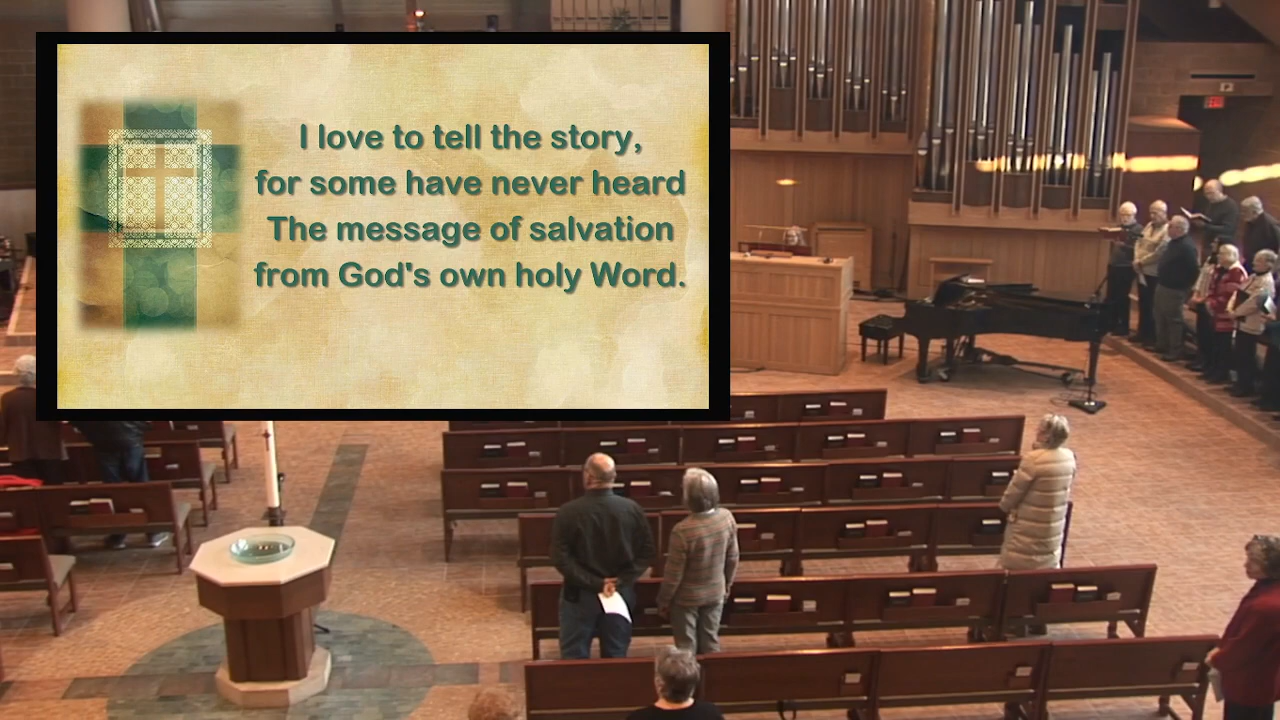 I love to tell the story,
for some have never heard
The message of salvation
from God's own holy Word.